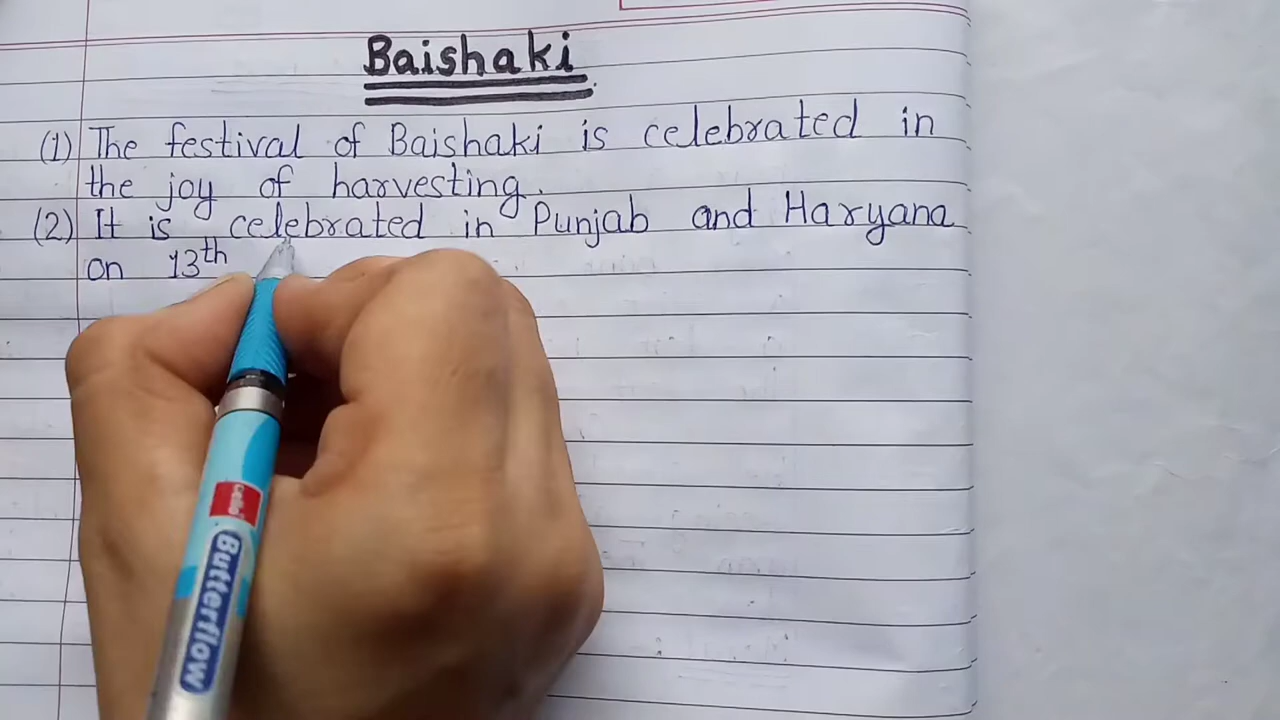 Baishaki
(1) The festival of Baishaki is celebrated in
the joy of harvesting.
(2) It is celebrated in Punjab and Haryana
on 13th
cello
Butterflow